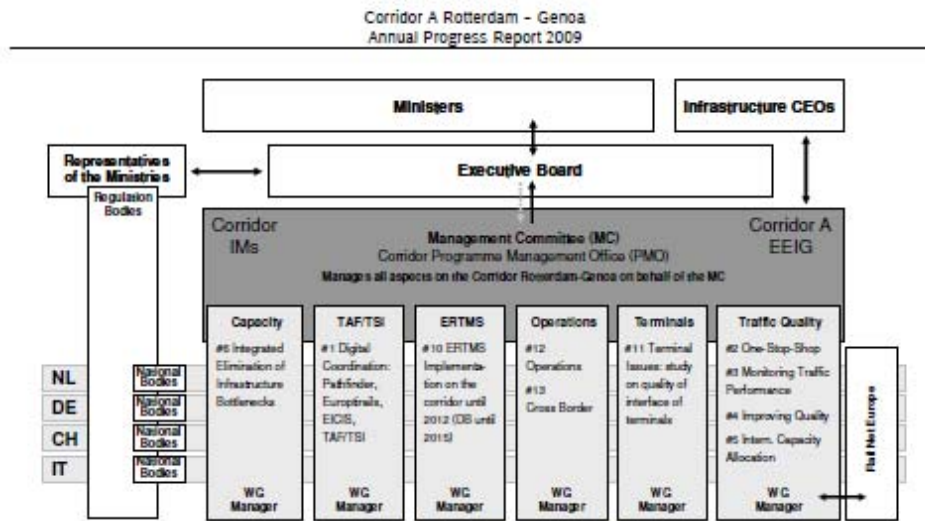 Corridor A Rotterdam – Genoa
Annual Progress Report 2009
Ministers
Infrastructure CEOs
Representatives
of the Ministries
Executive Board
Regulation
Bodies
Corridor
IMs
Management Committee (MC)
Corridor Programme Management Office (PMO)
Manages all aspects on the Corridor Rotterdam-Genoa on behalf of the MC
Corridor A
EEIG
Capacity
#6 Integrated
Elimination of
Infrastructure
Bottlenecks
WG
Manager
TAF/TSI
#1 Digital
Coordination:
Pathfinder,
Europtrails,
EICIS,
TAF/TSI
WG
Manager
ERTMS
#10 ERTMS
Implementa-
tion on the
corridor until
2012 (DB until
2015)
WG
Manager
Operations
#12
Operations
#13
Cross Border
WG
Manager
Terminals
#11 Terminal
Issues: study
on quality of
interface of
terminals
WG
Manager
Traffic Quality
#2 One-Stop-Shop
#3 Monitoring Traffic
Performance
#4 Improving Quality
#5 Intern. Capacity
Allocation
WG
Manager
Rail Net Europe
NL
National
Bodies
DE
National
Bodies
CH
National
Bodies
IT
National
Bodies